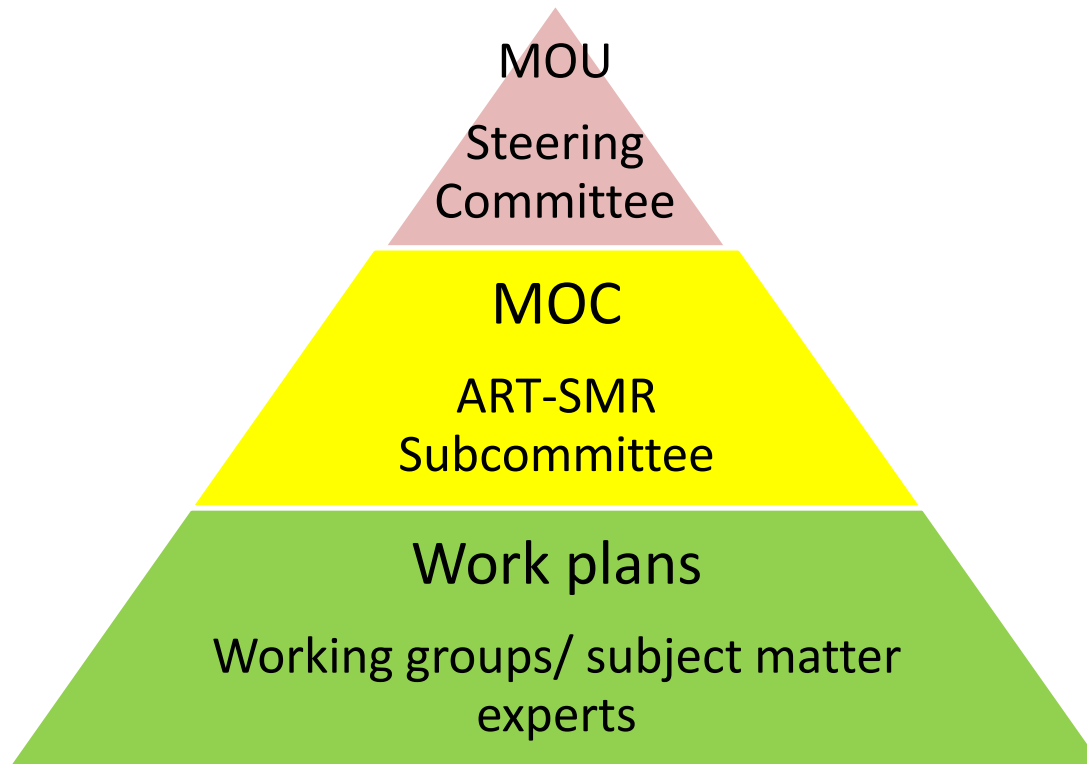 MOU
Steering
Committee
MOC
ART-SMR
Subcommittee
Work plans
Working groups/ subject matter
experts